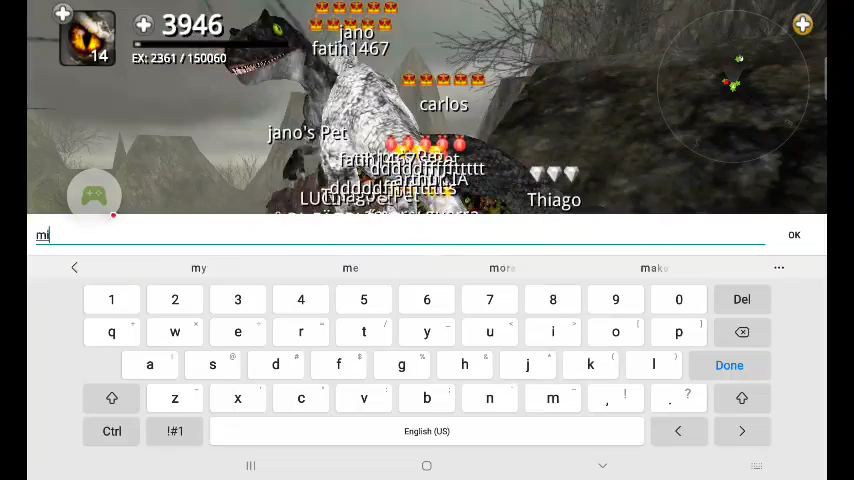 3946
14
EX: 2361 / 150060
jano
fatih1467
carlos
jano's Pet
Thiago
mi
OK
my me more make
1 2 3 4 5 6 7 8 9 0 Del
q w e r t y u i o p
a s d f g h j k l Done
z x c v b n m , ! . ?
Ctrl !#1 English (US)